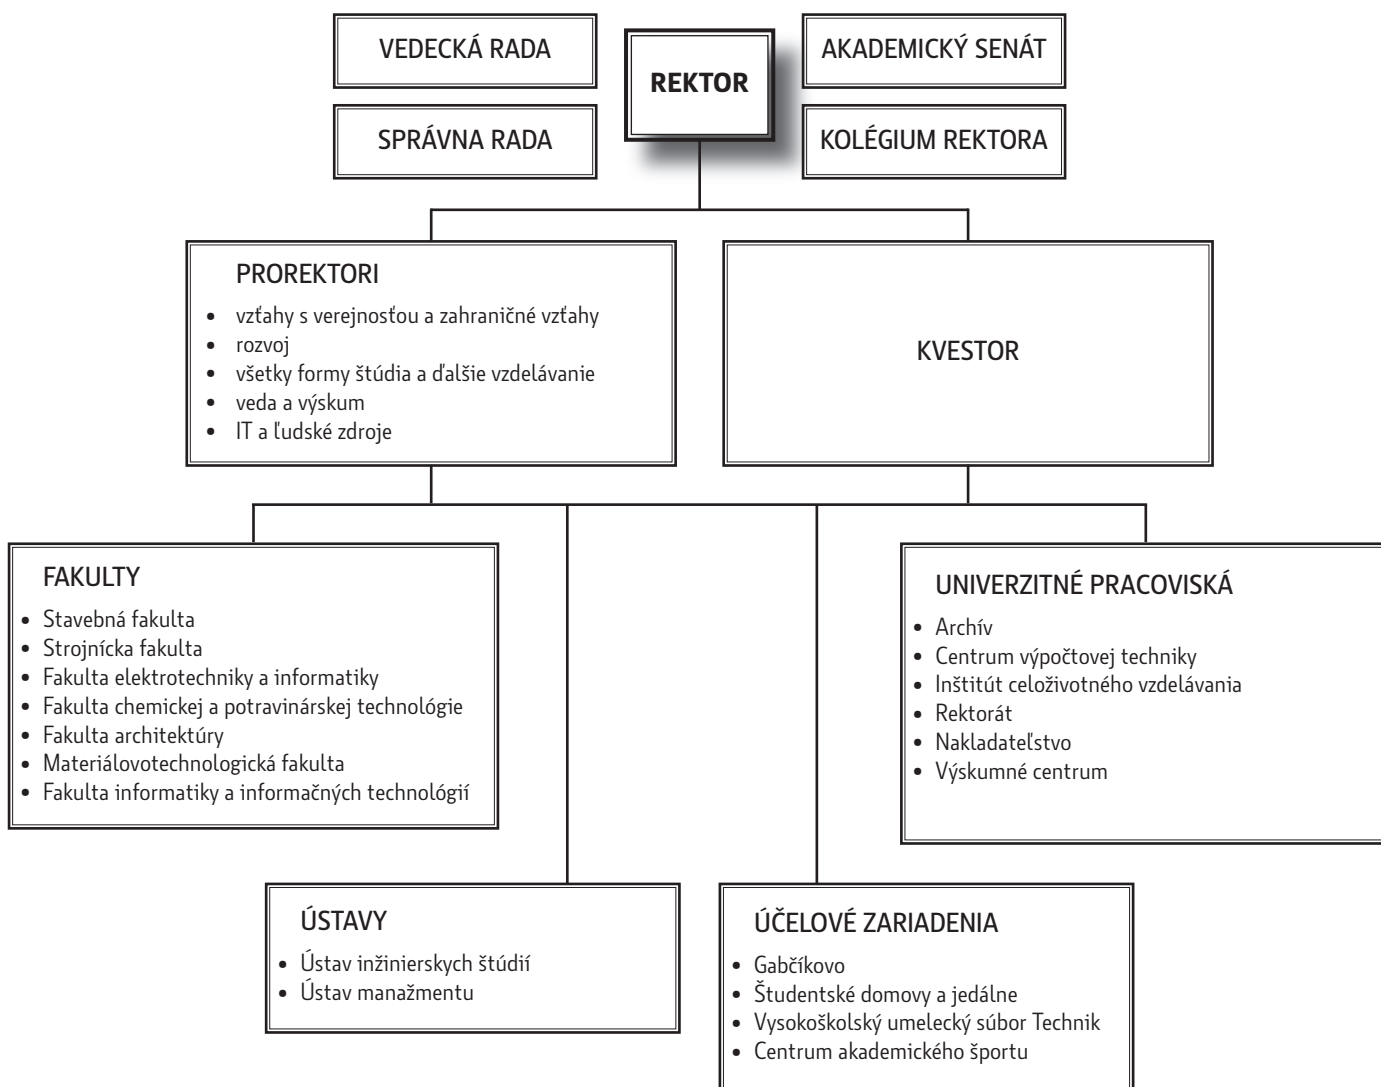 VEDECKÁ RADA
REKTOR
AKADEMICKÝ SENÁT
SPRÁVNA RADA
KOLÉGIUM REKTORA
PROREKTORI
• vzťahy s verejnosťou a zahraničné vzťahy
• rozvoj
• všetky formy štúdia a ďalšie vzdelávanie
• veda a výskum
• IT a ľudské zdroje
KVESTOR
FAKULTY
• Stavebná fakulta
• Strojnícka fakulta
• Fakulta elektrotechniky a informatiky
• Fakulta chemickej a potravinárskej technológie
• Fakulta architektúry
• Materiálovotechnologická fakulta
• Fakulta informatiky a informačných technológií
UNIVERZITNÉ PRACOVISKÁ
• Archív
• Centrum výpočtovej techniky
• Inštitút celoživotného vzdelávania
• Rektorát
• Nakladateľstvo
• Výskumné centrum
ÚSTAVY
• Ústav inžinierskych štúdií
• Ústav manažmentu
ÚČELOVÉ ZARIADENIA
• Gabčíkovo
• Študentské domovy a jedálne
• Vysokoškolský umelecký súbor Technik
• Centrum akademického športu